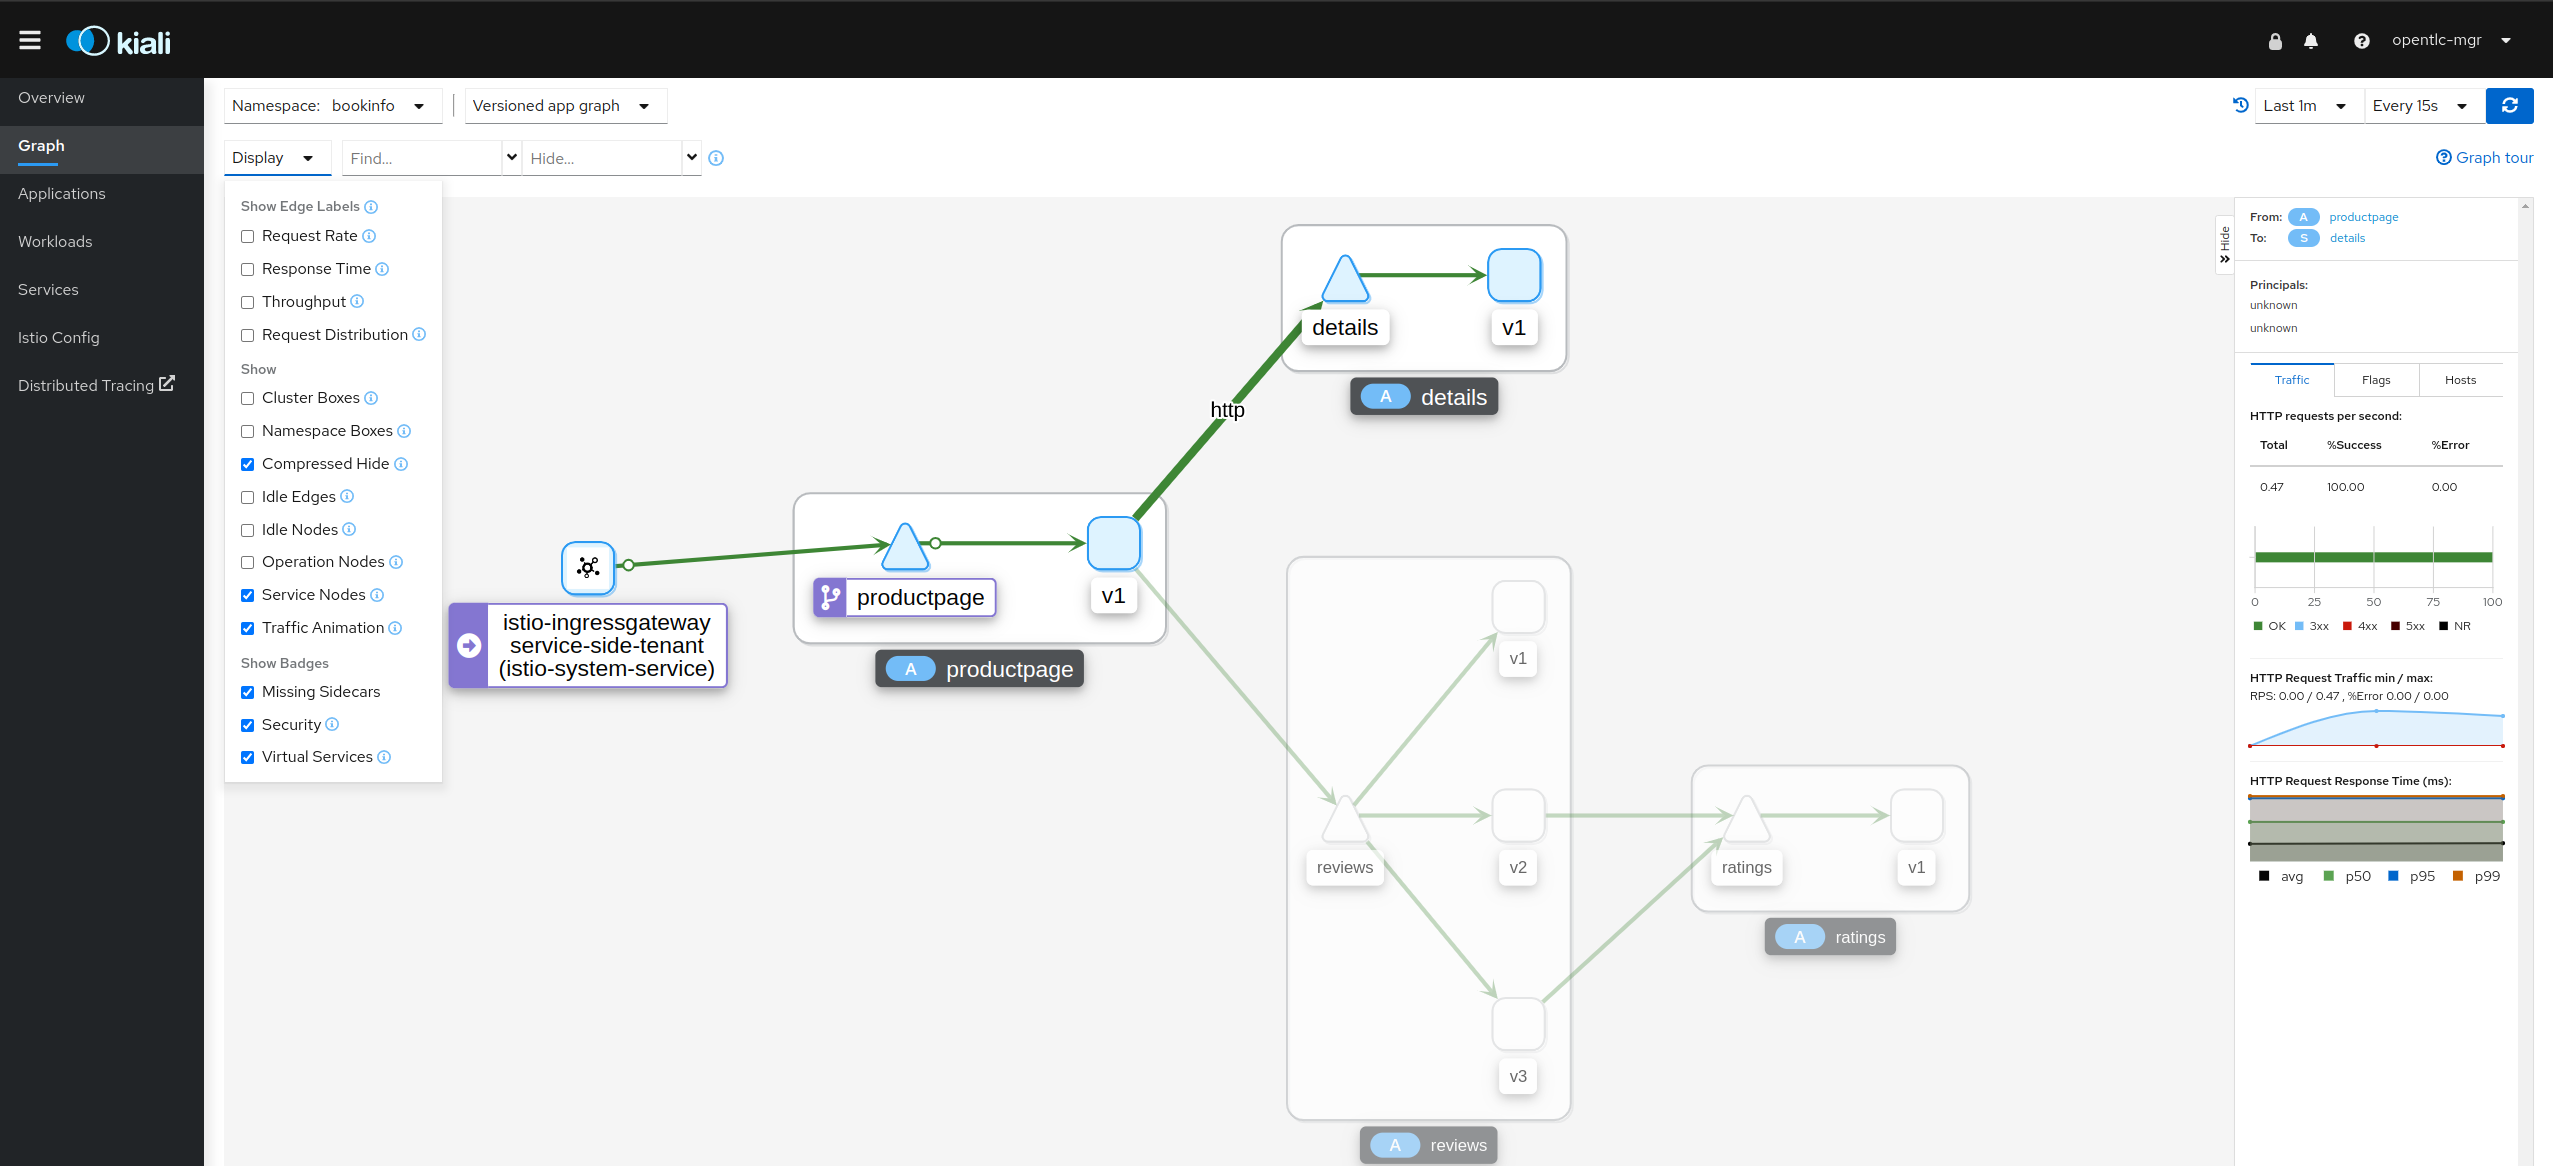 kiali
opentlc-mgr
Overview
Graph
Applications
Workloads
Services
Istio Config
Distributed Tracing
Namespace: bookinfo
Versioned app graph
Last 1m
Every 15s
Display
Find...
Hide...
Graph tour
Show Edge Labels
Request Rate
Response Time
Throughput
Request Distribution
Show
Cluster Boxes
Namespace Boxes
Compressed Hide
Idle Edges
Idle Nodes
Operation Nodes
Service Nodes
Traffic Animation
Show Badges
Missing Sidecars
Security
Virtual Services
istio-ingressgateway
service-side-tenant
(istio-system-service)
productpage
v1
A productpage
http
details
v1
A details
v1
reviews
v2
v3
A reviews
ratings
v1
A ratings
Hide
From: A productpage
To: S details
Principals:
unknown
unknown
Traffic Flags Hosts
HTTP requests per second:
Total %Success %Error
0.47 100.00 0.00
0 25 50 75 100
OK 3xx 4xx 5xx NR
HTTP Request Traffic min / max:
RPS: 0.00 / 0.47 , %Error 0.00 / 0.00
HTTP Request Response Time (ms):
avg p50 p95 p99